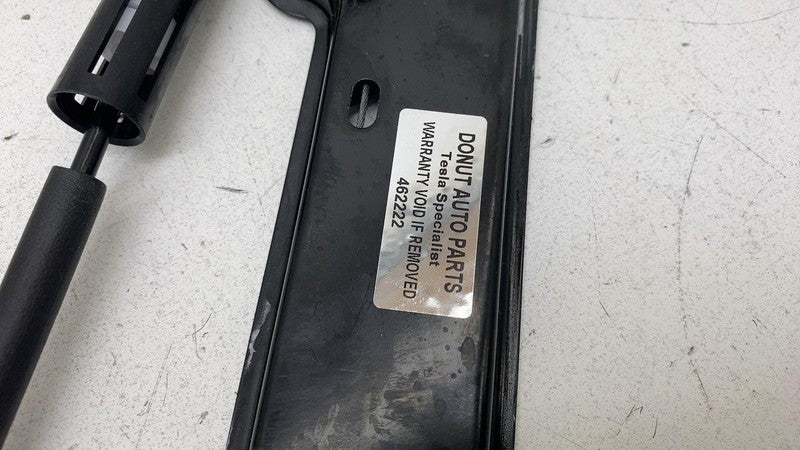 DONUT AUTO PARTS
Tesla Specialist
WARRANTY VOID IF REMOVED
462222